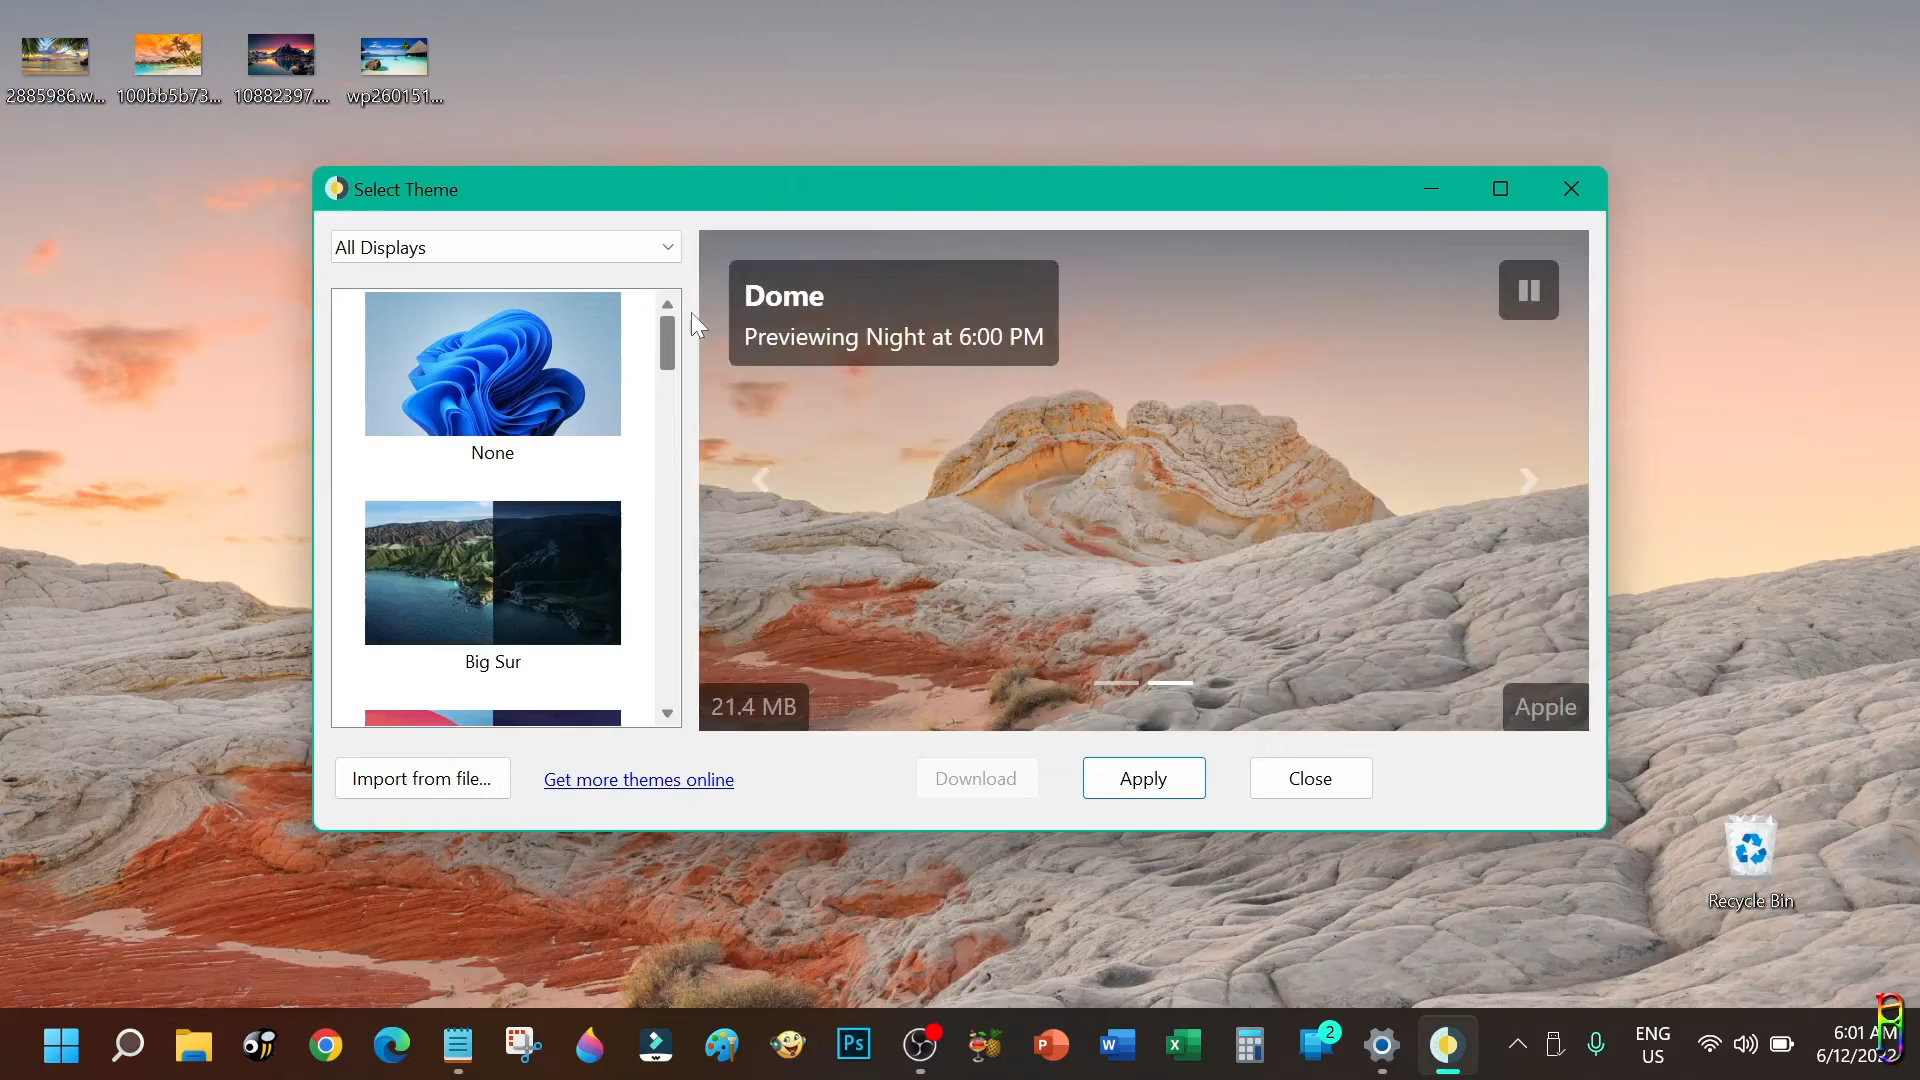 2885986.w...
100bb5b73...
10882397....
wp260151...
Select Theme
All Displays
None
Big Sur
Dome
Previewing Night at 6:00 PM
21.4 MB
Apple
Import from file...
Get more themes online
Download
Apply
Close
Recycle Bin
Ps
P
W
X
2
ENG
US
6:01 AM
6/12/2022